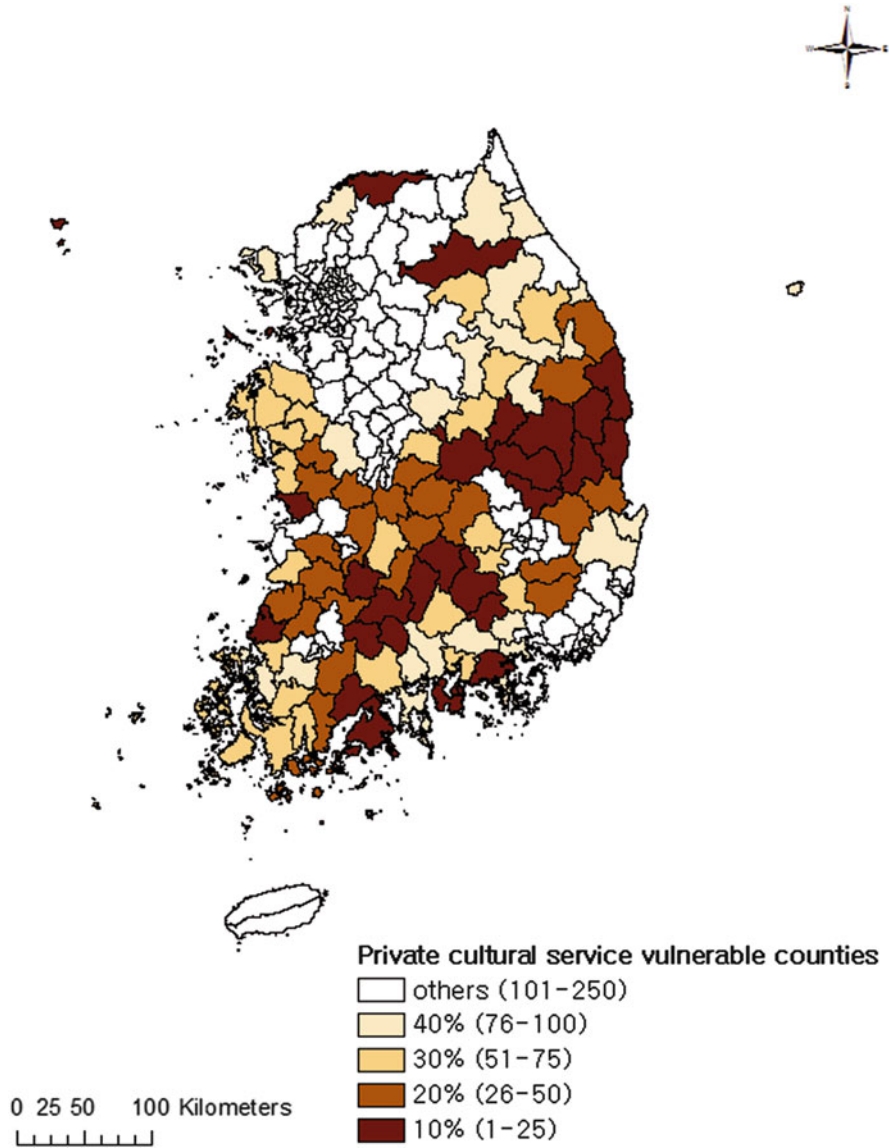 N
W
E
S
Private cultural service vulnerable counties
others (101-250)
40% (76-100)
30% (51-75)
20% (26-50)
10% (1-25)
0 25 50 100 Kilometers